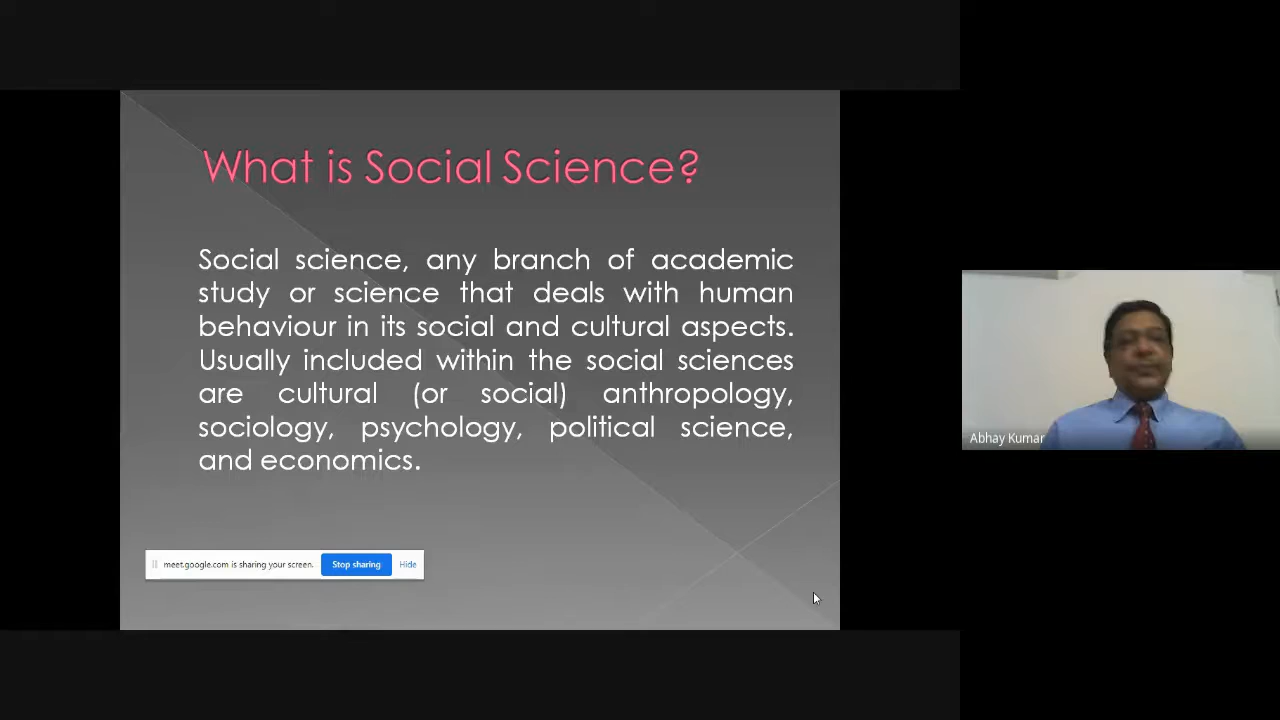 What is Social Science?
Social science, any branch of academic
study or science that deals with human
behaviour in its social and cultural aspects.
Usually included within the social sciences
are cultural (or social) anthropology,
sociology, psychology, political science,
and economics.
Abhay Kumar
meet.google.com is sharing your screen. Stop sharing Hide